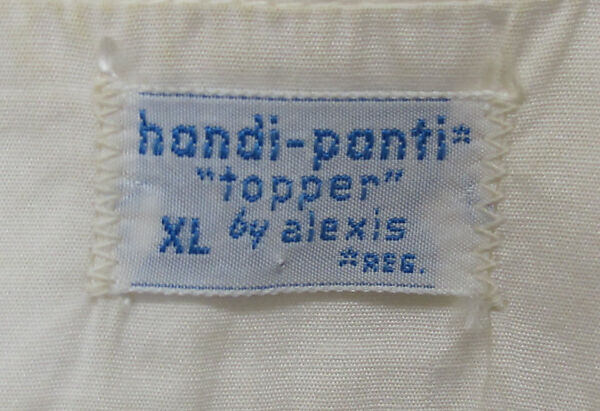 handi-panti*
"topper"
XL by alexis
*REG.